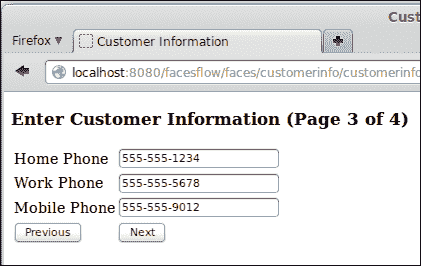 Cust
Firefox ▼ Customer Information
localhost:8080/facesflow/faces/customerinfo/customerinfo
Enter Customer Information (Page 3 of 4)
Home Phone 555-555-1234
Work Phone 555-555-5678
Mobile Phone 555-555-9012
Previous Next